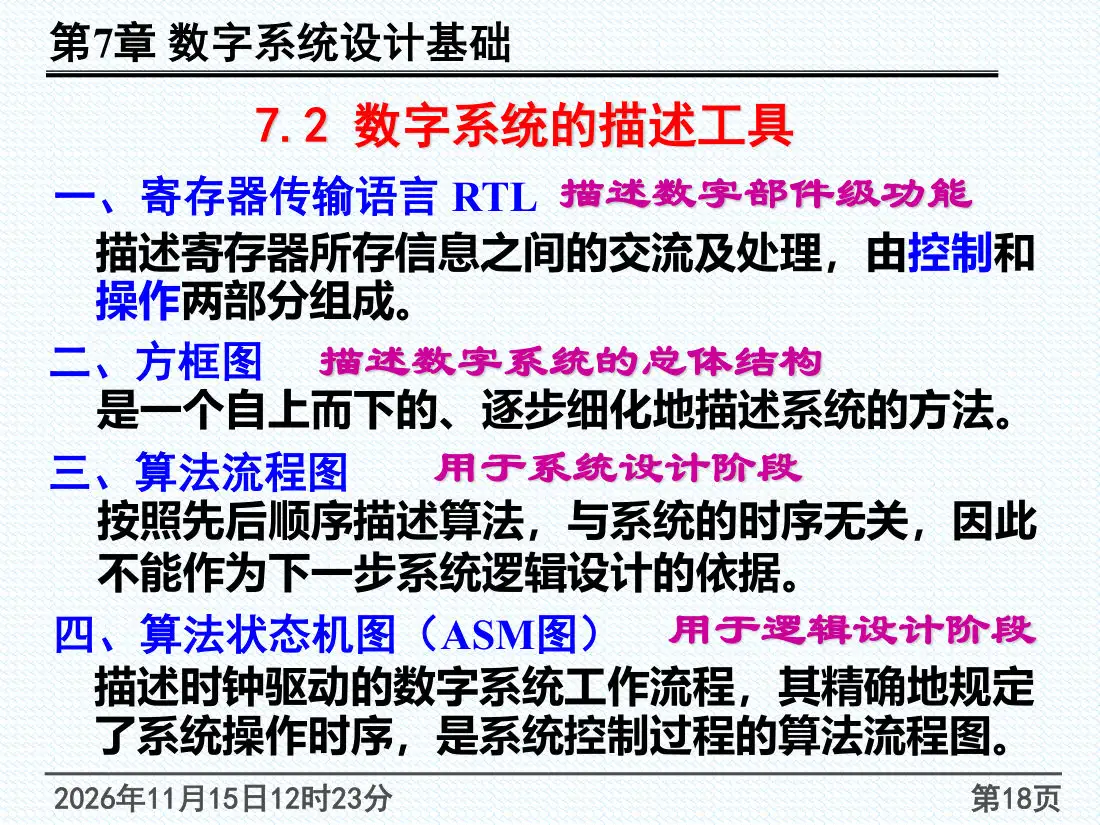 第7章 数字系统设计基础
7.2 数字系统的描述工具
一、寄存器传输语言 RTL 描述数字部件级功能
描述寄存器所存信息之间的交流及处理，由控制和
操作两部分组成。
二、方框图 描述数字系统的总体结构
是一个自上而下的、逐步细化地描述系统的方法。
三、算法流程图 用于系统设计阶段
按照先后顺序描述算法，与系统的时序无关，因此
不能作为下一步系统逻辑设计的依据。
四、算法状态机图（ASM图） 用于逻辑设计阶段
描述时钟驱动的数字系统工作流程，其精确地规定
了系统操作时序，是系统控制过程的算法流程图。
2026年11月15日12时23分 第18页